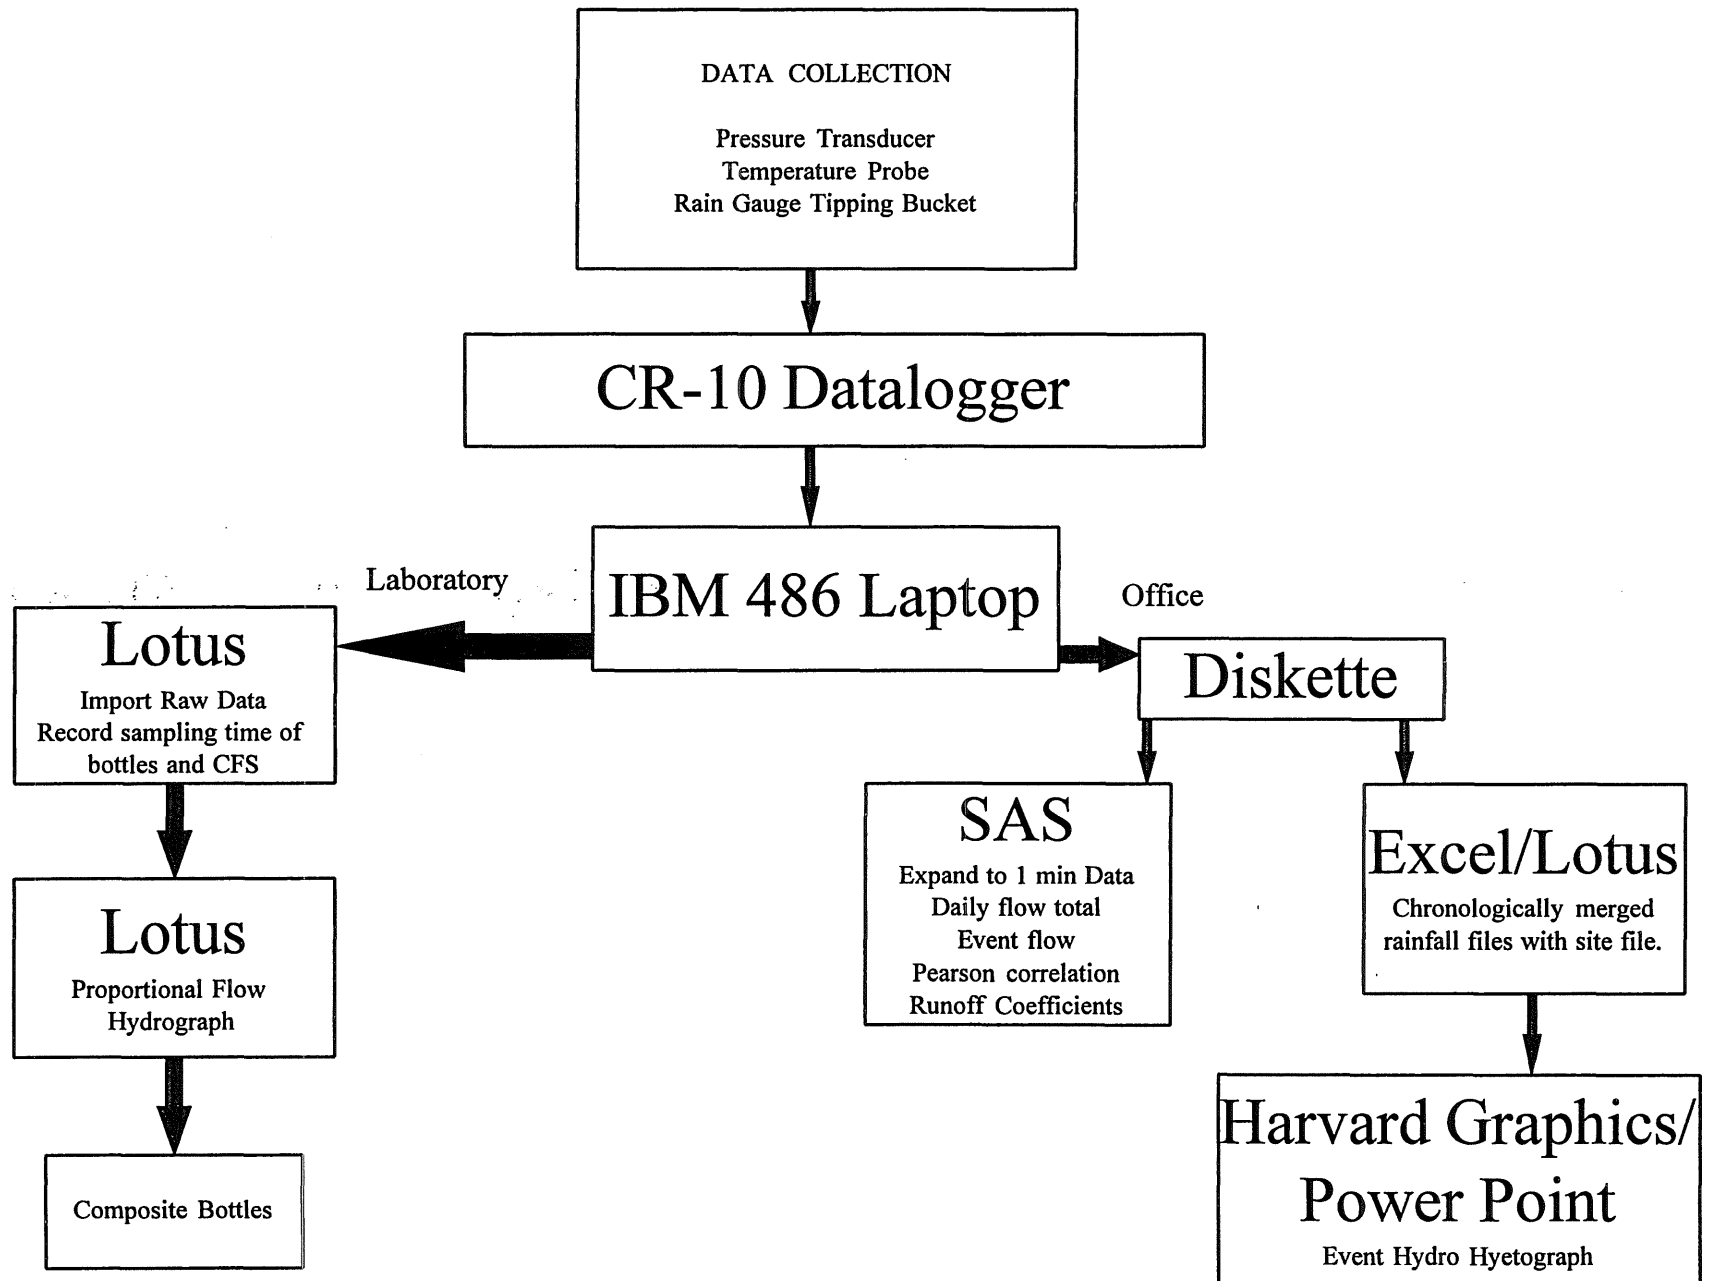 DATA COLLECTION
Pressure Transducer
Temperature Probe
Rain Gauge Tipping Bucket
CR-10 Datalogger
IBM 486 Laptop
Laboratory
Office
Lotus
Import Raw Data
Record sampling time of
bottles and CFS
Diskette
Lotus
Proportional Flow
Hydrograph
Composite Bottles
SAS
Expand to 1 min Data
Daily flow total
Event flow
Pearson correlation
Runoff Coefficients
Excel/Lotus
Chronologically merged
rainfall files with site file.
Harvard Graphics/
Power Point
Event Hydro Hyetograph